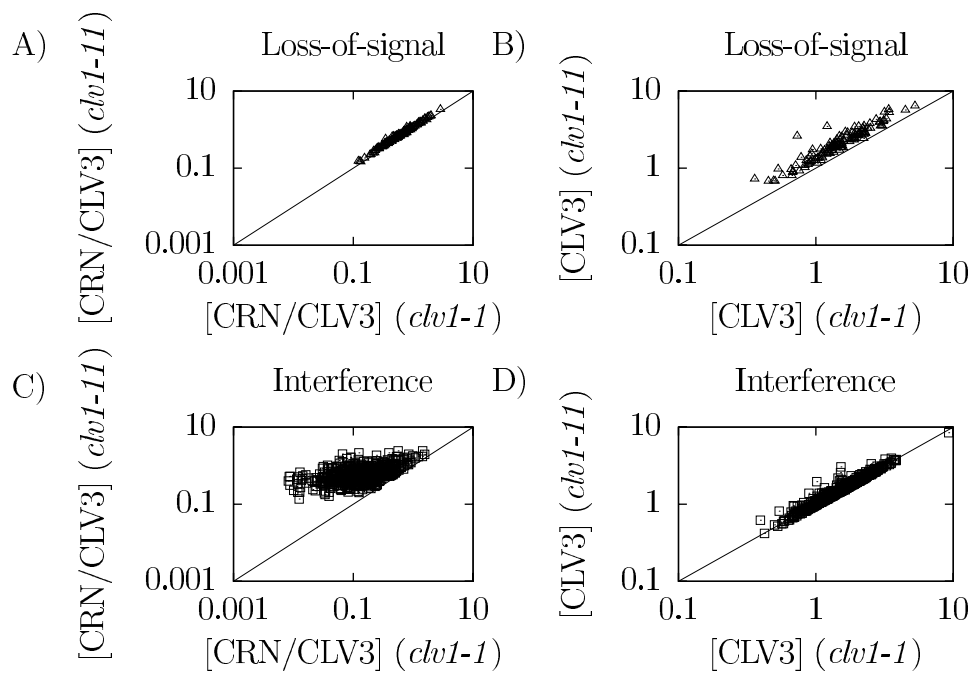 A)
Loss-of-signal
[CRN/CLV3] (clv1-11)
10
0.1
0.001
0.001 0.1 10
[CRN/CLV3] (clv1-1)
B)
Loss-of-signal
[CLV3] (clv1-11)
10
1
0.1
0.1 1 10
[CLV3] (clv1-1)
C)
Interference
[CRN/CLV3] (clv1-11)
10
0.1
0.001
0.001 0.1 10
[CRN/CLV3] (clv1-1)
D)
Interference
[CLV3] (clv1-11)
10
1
0.1
0.1 1 10
[CLV3] (clv1-1)